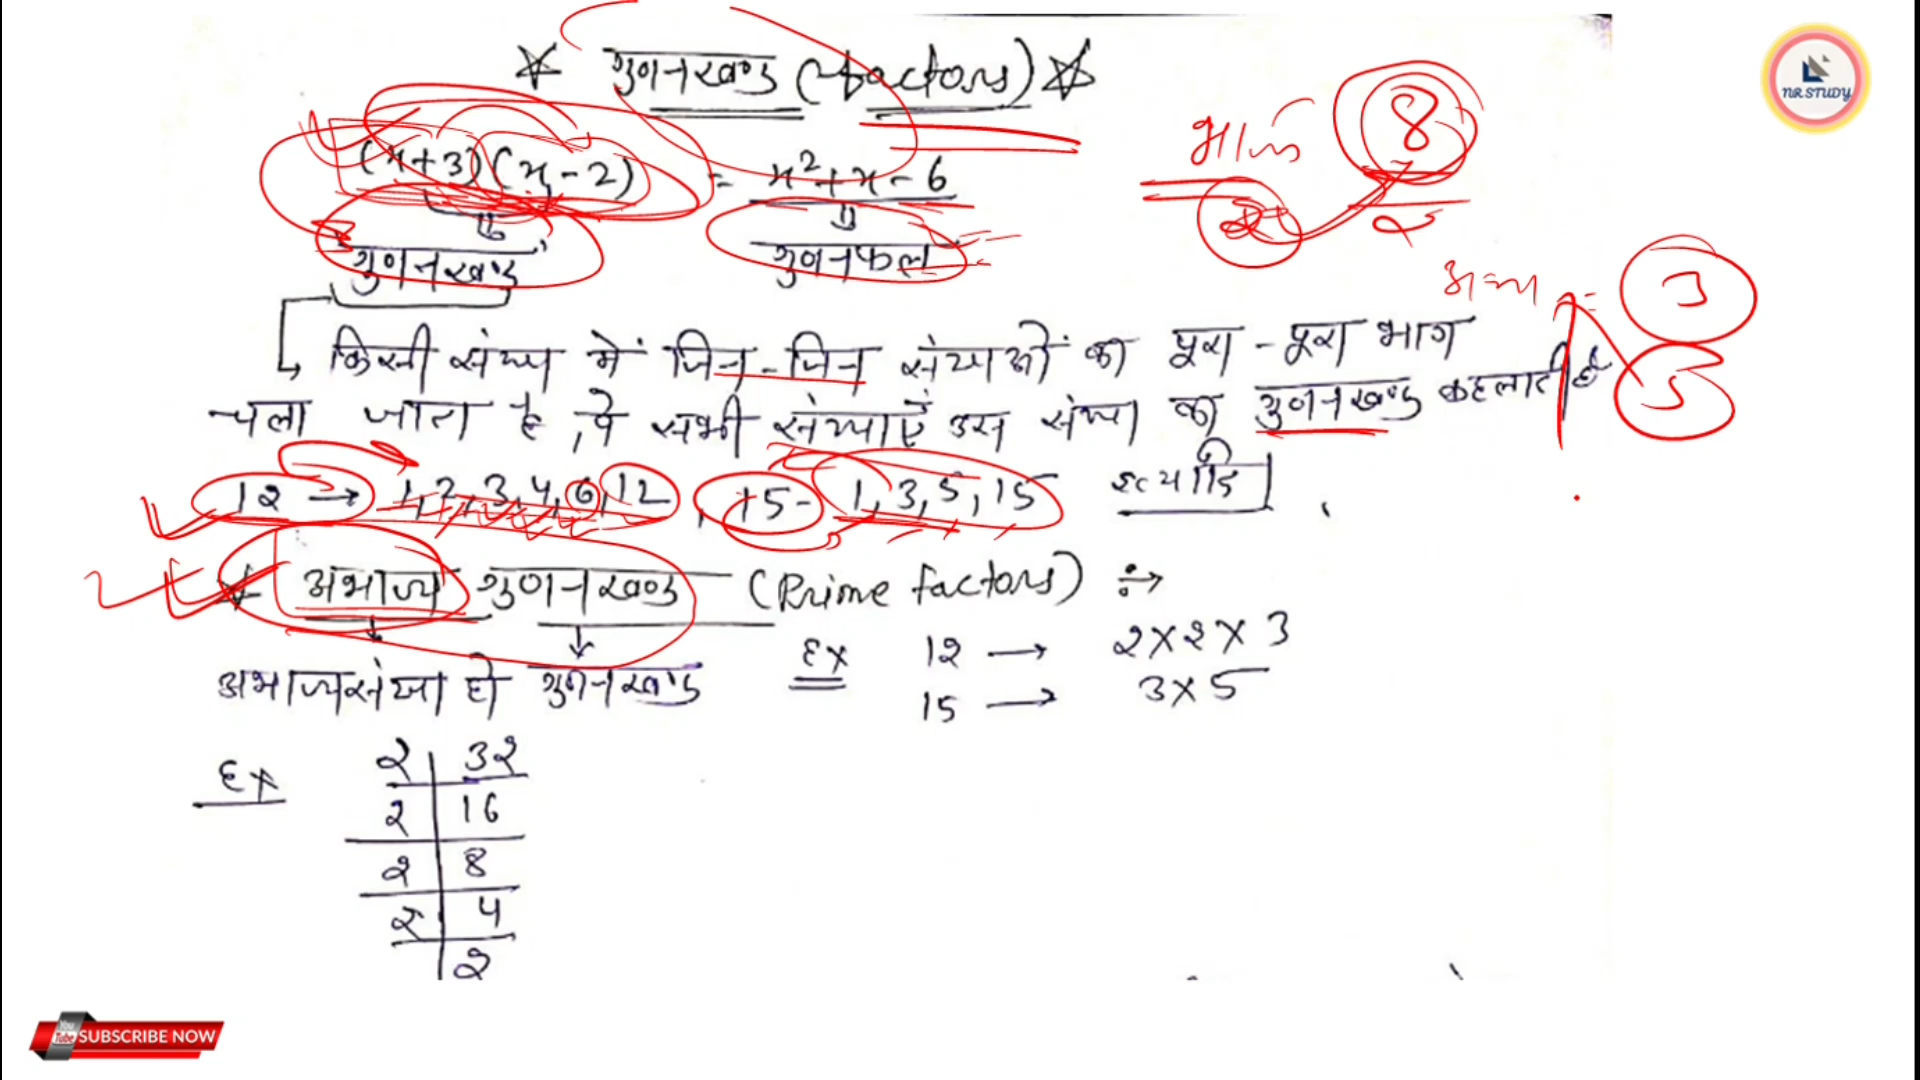 ☆ गुणनखण्ड (factors) ☆
(x+3)(x-2) = x²+x-6
गुणनखण्ड गुणनफल
8
2
3
5
किसी संख्या में जिन-जिन संख्याओं का पूरा-पूरा भाग
चला जाता है, वे सभी संख्याएं उस संख्या का गुणनखण्ड कहलाती है
12 → 1,2,3,4,6,12, 15- 1,3,5,15 इत्यादि
अभाज्य गुणनखण्ड (Prime factors) ÷→
अभाज्य संख्या हो गुणनखण्ड
Ex 12 → 2×2×3
15 → 3×5
Ex 2 | 32
2 | 16
2 | 8
2 | 4
| 2
NR STUDY
You Tube SUBSCRIBE NOW